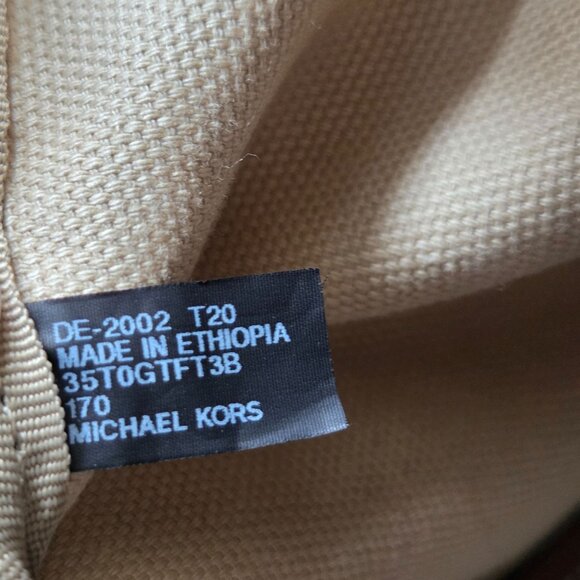 DE-2002 T20
MADE IN ETHIOPIA
35T0GTFT3B
170
MICHAEL KORS